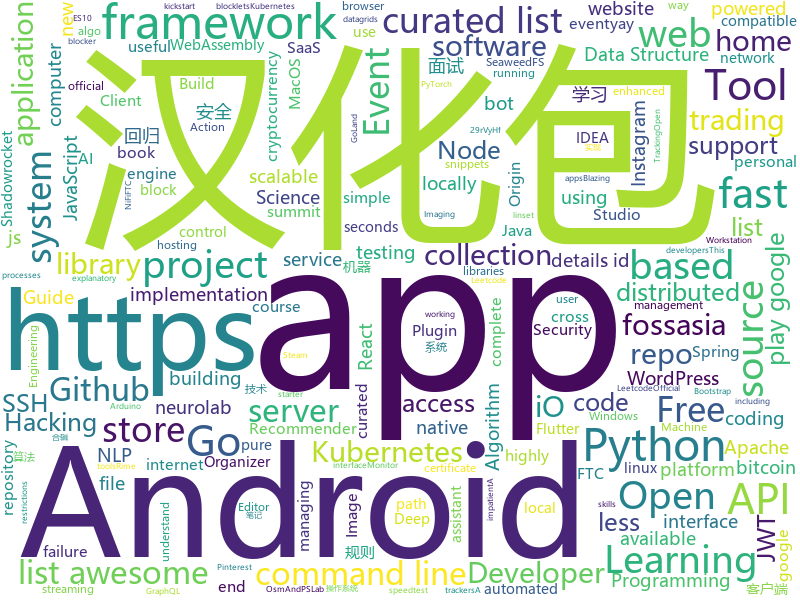 汉化包
app
Android
https
framework
curated list
software
web
home
Tool
trading
support
fast
based
distributed
play google
fossasia
source
repo
WordPress
Free
code
Python
Open
API
Learning
Developer
command line
list awesome
Go
Github
Hacking
store
server
library
project
system
application
Event
Node
Kubernetes
collection
details id
iO
SSH
NLP
JWT
access
building
neurolab
implementation
scalable
Science
locally
bot
engine
book
website
eventyay
powered
new
useful
WebAssembly
SaaS
browser
use
datagrids
compatible
way
kickstart
blockletsKubernetes
ES10
algo
blocker
official
computer
Client
Build
MacOS
cryptocurrency
面试
安全
回归
学习
机器
规则
技术
系统
算法
合辑
笔记
操作系统
客户端
实现
JavaScript
AI
js
Guide
Shadowrocket
block
summit
seconds
control
simple
service
testing
using
Studio
IDEA
Instagram
Origin
SeaweedFS
running
network
enhanced
PyTorch
GoLand
Action
29rVyHf
snippets
appsBlazing
TrackingOpen
personal
Data Structure
Java
list
cross
Security
Spring
Apache
coding
bitcoin
platform
linux
available
Programming
google
certificate
local
path
Deep
interface
Algorithm
complete
native
React
Plugin
curated
course
Recommender
Organizer
pure
internet
file
managing
Image
assistant
streaming
end
failure
understand
restrictions
hosting
processes
explanatory
speedtest
trackersA
Pinterest
GraphQL
OsmAndPSLab
Flutter
Arduino
Windows
Machine
Bootstrap
LeetcodeOfficial
Leetcode
including
management
Workstation
developersThis
user
working
libraries
Steam
linset
Imaging
impatientA
interfaceMonitor
toolsRime
NiFiFTC
FTC
automated
highly
less
Editor
starter
skills
repository
Engineering